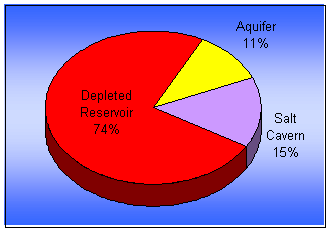 Aquifer
11%
Depleted
Reservoir
74%
Salt
Cavern
15%